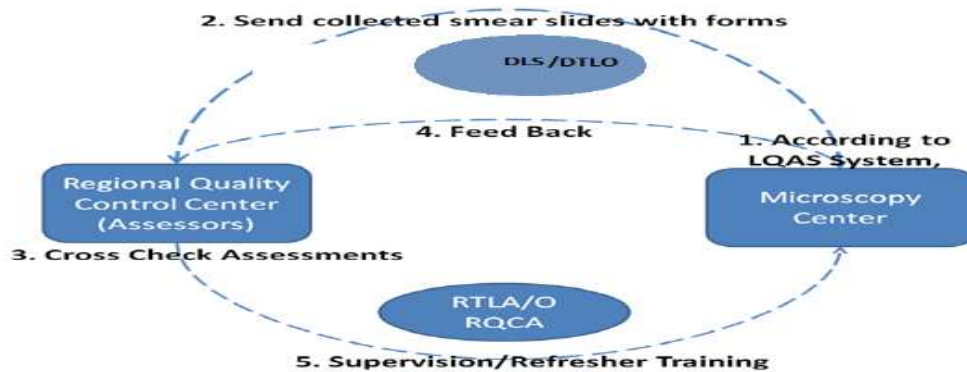 2. Send collected smear slides with forms
DLS/DTLO
4. Feed Back
1. According to
LQAS System,
Regional Quality
Control Center
(Assessors)
Microscopy
Center
3. Cross Check Assessments
RTLA/O
RQCA
5. Supervision/Refresher Training